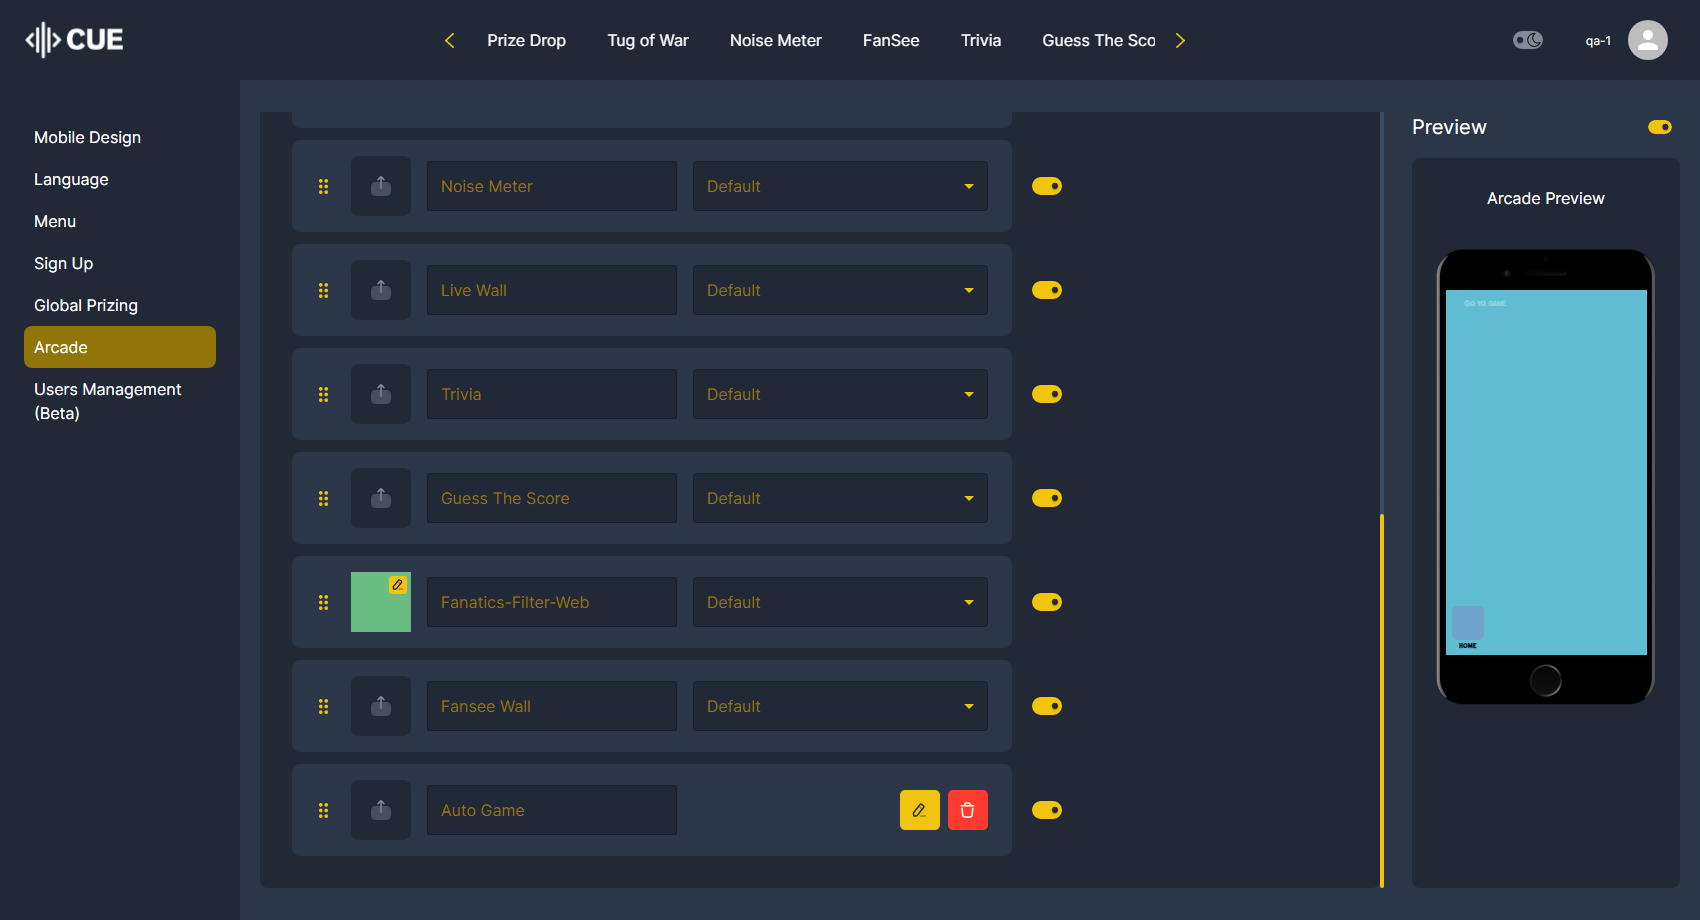 CUE
Prize Drop
Tug of War
Noise Meter
FanSee
Trivia
Guess The Sco
qa-1
Mobile Design
Language
Menu
Sign Up
Global Prizing
Arcade
Users Management
(Beta)
Noise Meter
Default
Live Wall
Default
Trivia
Default
Guess The Score
Default
Fanatics-Filter-Web
Default
Fansee Wall
Default
Auto Game
Preview
Arcade Preview
GO TO GAME
HOME